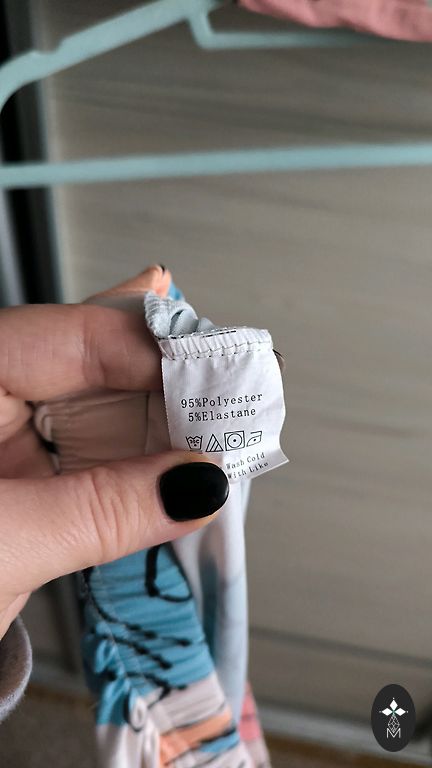 95%Polyester
5%Elastane
Wash Cold
With Like
M